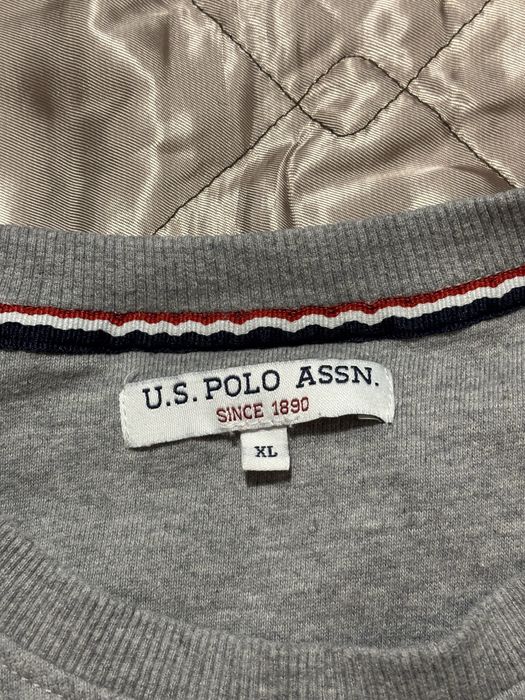 U.S. POLO ASSN.
SINCE 1890
XL